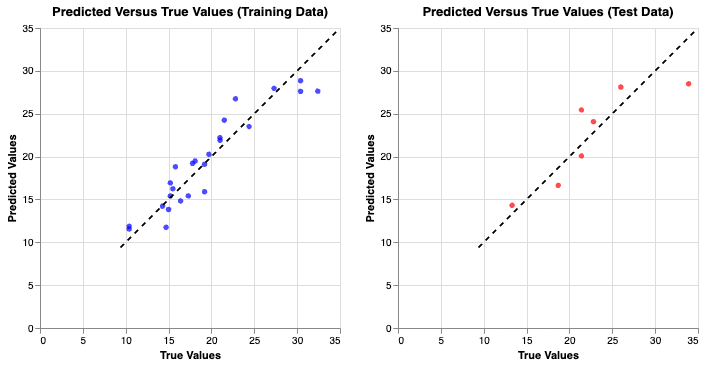 Predicted Versus True Values (Training Data)
35
30
25
20
15
10
5
0
Predicted Values
0 5 10 15 20 25 30 35
True Values
Predicted Versus True Values (Test Data)
35
30
25
20
15
10
5
0
Predicted Values
0 5 10 15 20 25 30 35
True Values